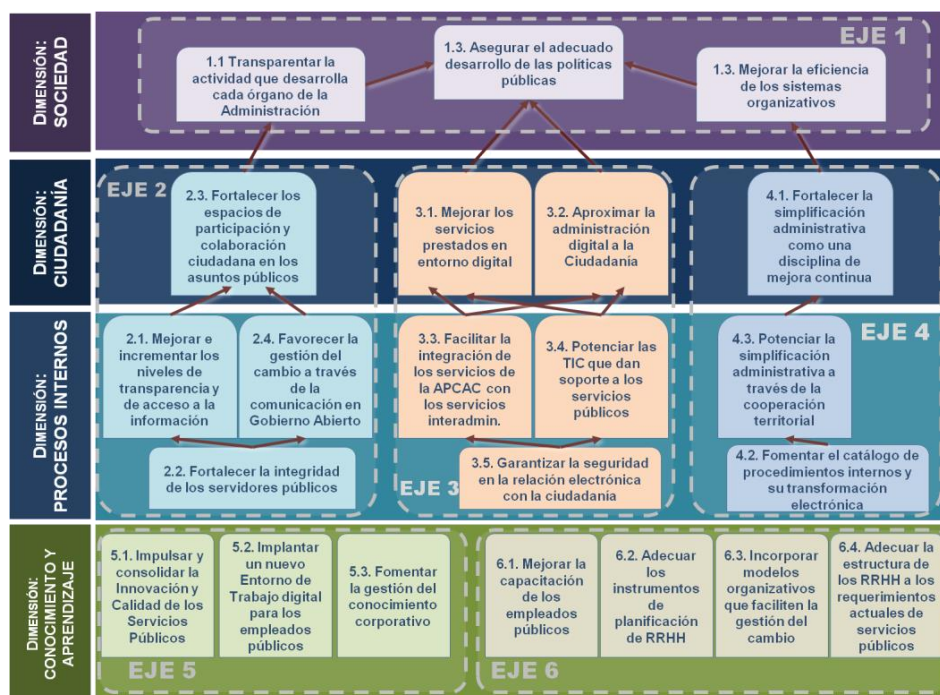 DIMENSIÓN:
SOCIEDAD
EJE 1
1.1 Transparentar la
actividad que desarrolla
cada órgano de la
Administración
1.3. Asegurar el adecuado
desarrollo de las políticas
públicas
1.3. Mejorar la eficiencia
de los sistemas
organizativos
DIMENSIÓN:
CIUDADANÍA
EJE 2
2.3. Fortalecer los
espacios de
participación y
colaboración
ciudadana en los
asuntos públicos
3.1. Mejorar los
servicios
prestados en
entorno digital
3.2. Aproximar la
administración
digital a la
Ciudadanía
4.1. Fortalecer la
simplificación
administrativa
como una
disciplina de
mejora continua
DIMENSIÓN:
PROCESOS INTERNOS
2.1. Mejorar e
incrementar los
niveles de
transparencia y
de acceso a la
información
2.4. Favorecer la
gestión del
cambio a través
de la
comunicación en
Gobierno Abierto
2.2. Fortalecer la integridad
de los servidores públicos
3.3. Facilitar la
integración de
los servicios de
la APCAC con
los servicios
interadmin.
3.4. Potenciar las
TIC que dan
soporte a los
servicios
públicos
EJE 3
3.5. Garantizar la seguridad
en la relación electrónica
con la ciudadanía
EJE 4
4.3. Potenciar la
simplificación
administrativa a
través de la
cooperación
territorial
4.2. Fomentar el catálogo de
procedimientos internos y
su transformación
electrónica
DIMENSIÓN:
CONOCIMIENTO Y
APRENDIZAJE
5.1. Impulsar y
consolidar la
Innovación y
Calidad de los
Servicios
Públicos
5.2. Implantar
un nuevo
Entorno de
Trabajo digital
para los
empleados
públicos
5.3. Fomentar
la gestión del
conocimiento
corporativo
EJE 5
6.1. Mejorar la
capacitación
de los
empleados
públicos
6.2. Adecuar
los
instrumentos
de
planificación
de RRHH
6.3. Incorporar
modelos
organizativos
que faciliten la
gestión del
cambio
6.4. Adecuar la
estructura de
los RRHH a los
requerimientos
actuales de
servicios
públicos
EJE 6